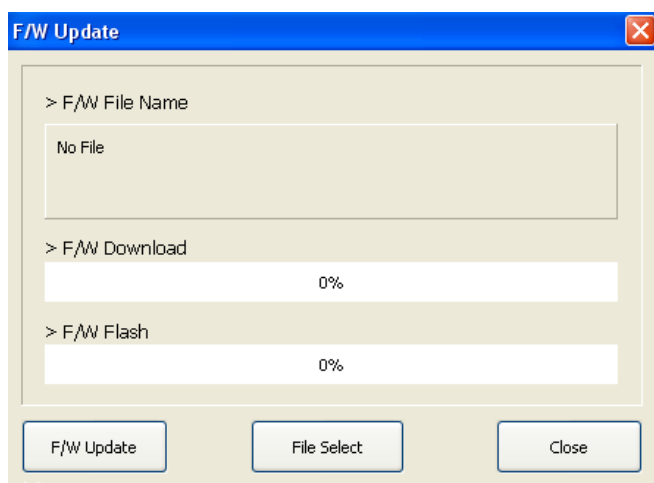 F/W Update
> F/W File Name
No File
> F/W Download
0%
> F/W Flash
0%
F/W Update File Select Close